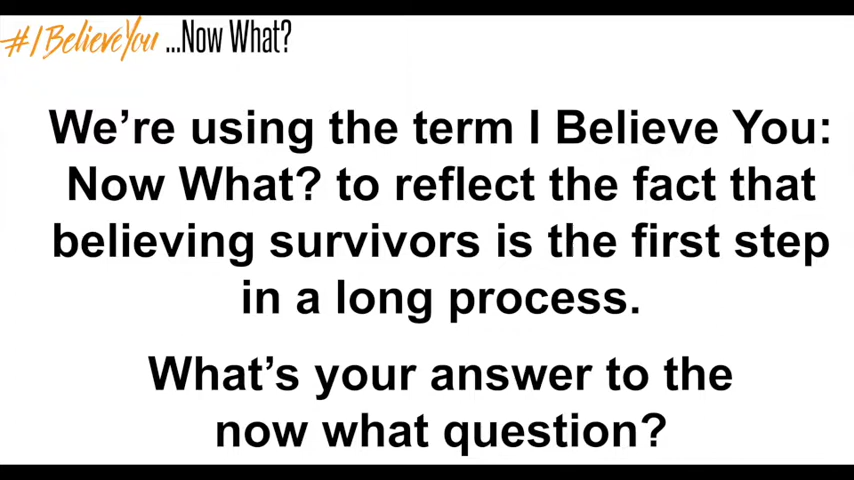 #IBelieveYou ...Now What?
We’re using the term I Believe You:
Now What? to reflect the fact that
believing survivors is the first step
in a long process.
What’s your answer to the
now what question?